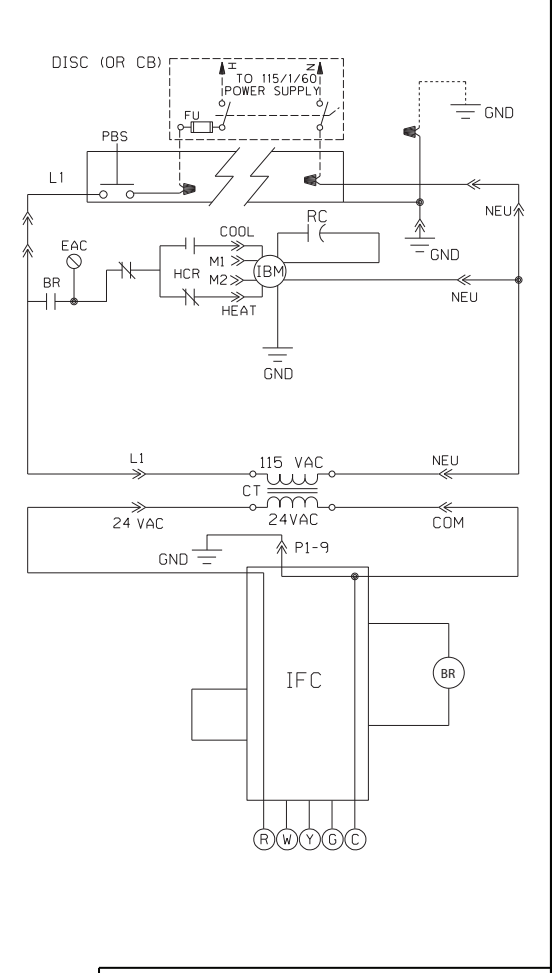 DISC (OR CB)
H
N
TO 115/1/60
POWER SUPPLY
FU
GND
PBS
L1
NEU
RC
COOL
GND
EAC
M1
HCR
IBM
M2
BR
HEAT
NEU
GND
L1
115 VAC
NEU
CT
24 VAC
24VAC
COM
GND
P1-9
IFC
BR
R W Y G C